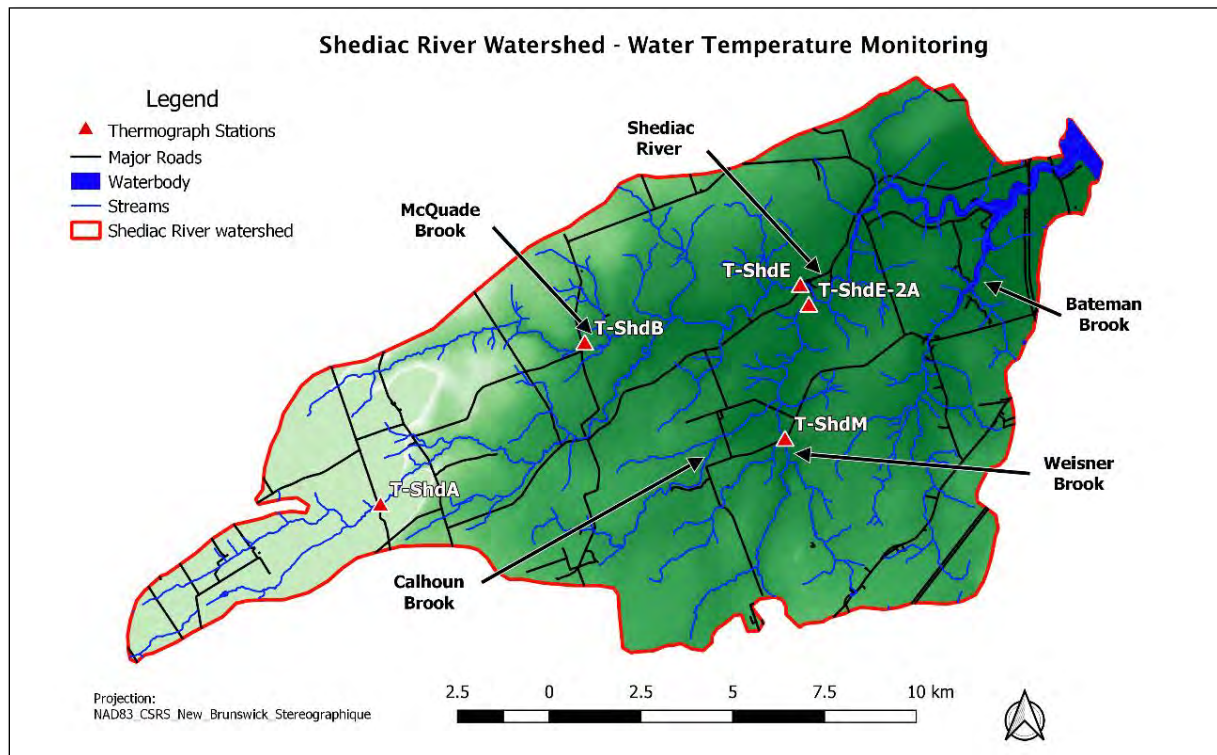 Shediac River Watershed - Water Temperature Monitoring
Legend
Thermograph Stations
Major Roads
Waterbody
Streams
Shediac River watershed
Shediac
River
McQuade
Brook
T-ShdE
T-ShdE-2A
Bateman
Brook
T-ShdB
T-ShdM
Weisner
Brook
T-ShdA
Calhoun
Brook
Projection:
NAD83_CSRS_New_Brunswick_Stereographique
2.5 0 2.5 5 7.5 10 km